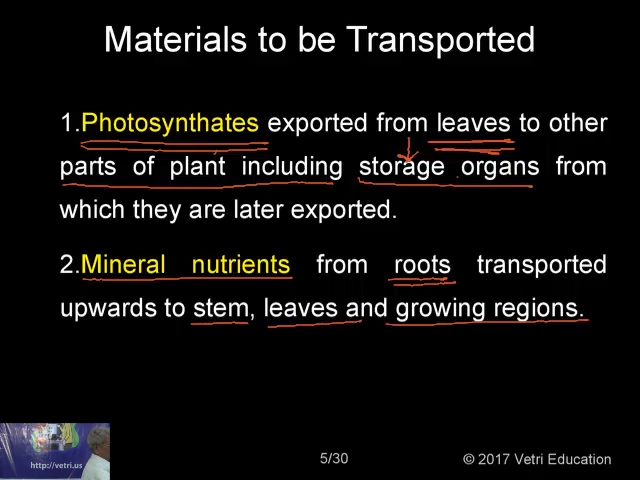 Materials to be Transported
1.Photosynthates exported from leaves to other
parts of plant including storage organs from
which they are later exported.
2.Mineral nutrients from roots transported
upwards to stem, leaves and growing regions.
http://vetri.us
5/30
© 2017 Vetri Education